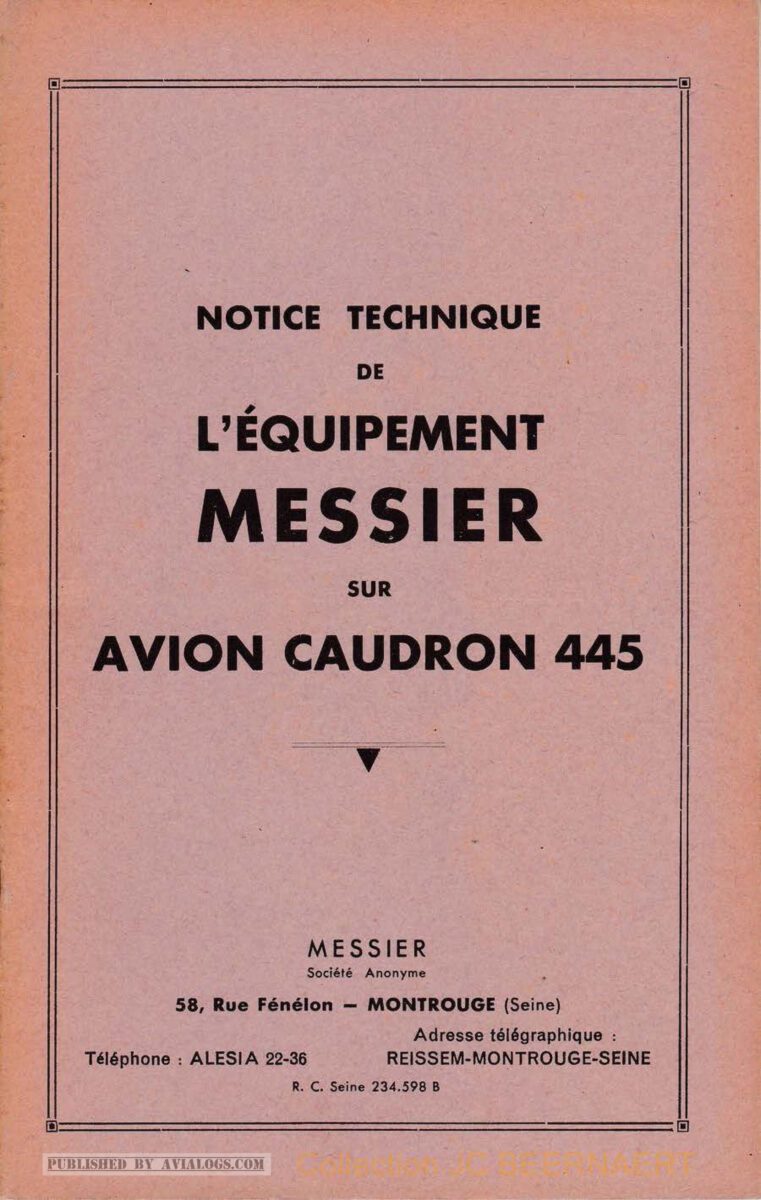 NOTICE TECHNIQUE
DE
L'ÉQUIPEMENT
MESSIER
SUR
AVION CAUDRON 445
MESSIER
Société Anonyme
58, Rue Fénélon — MONTROUGE (Seine)
Adresse télégraphique :
Téléphone : ALESIA 22-36 REISSEM-MONTROUGE-SEINE
R. C. Seine 234.598 B
PUBLISHED BY AVIALOGS.COM
Collection JC BEERNAERT